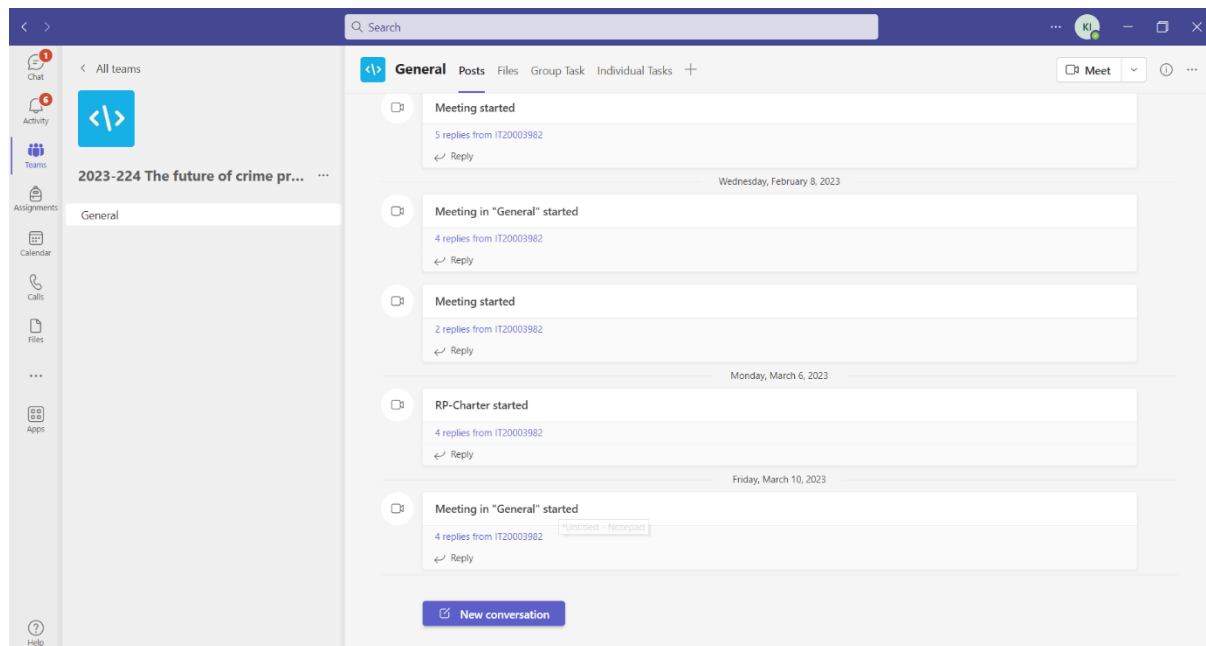 Search
KI
Chat
1
Activity
6
Teams
Assignments
Calendar
Calls
Files
Apps
Help
All teams
2023-224 The future of crime pr...
General
General Posts Files Group Task Individual Tasks
Meet
Meeting started
5 replies from IT20003982
Reply
Wednesday, February 8, 2023
Meeting in "General" started
4 replies from IT20003982
Reply
Meeting started
2 replies from IT20003982
Reply
Monday, March 6, 2023
RP-Charter started
4 replies from IT20003982
Reply
Friday, March 10, 2023
Meeting in "General" started
*Untitled - Notepad
4 replies from IT20003982
Reply
New conversation